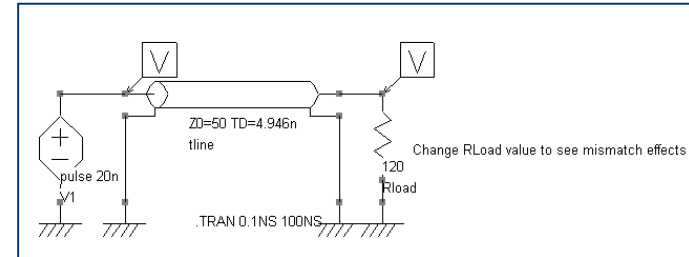 V
V
Z0=50 TD=4.946n
tline
Change RLoad value to see mismatch effects
pulse 20n
120
V1
Rload
.TRAN 0.1NS 100NS